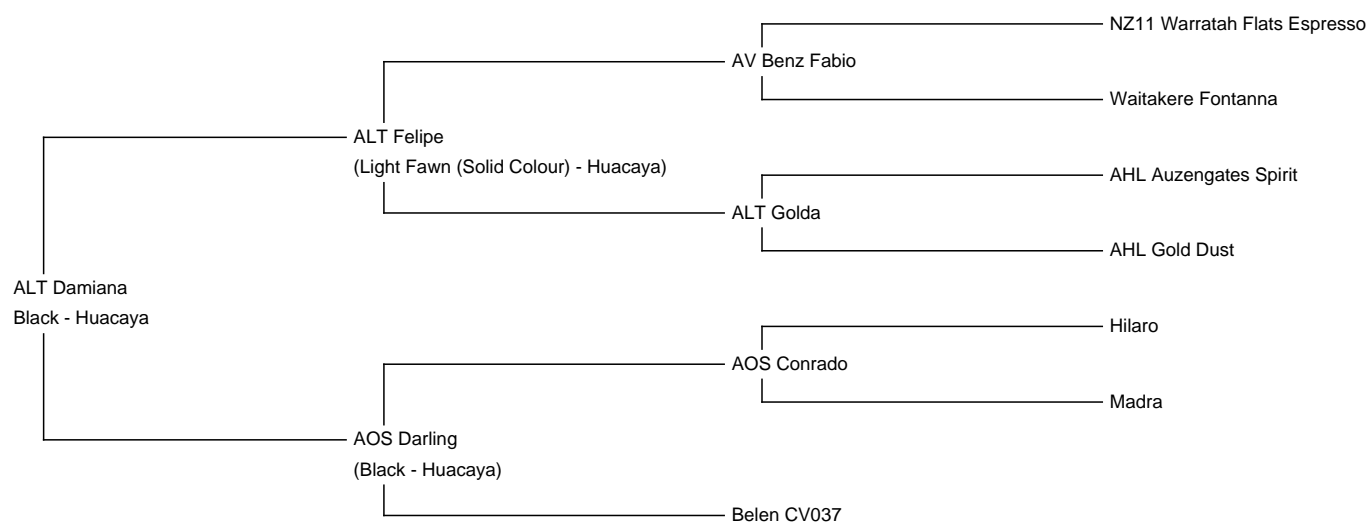 NZ11 Warratah Flats Espresso
AV Benz Fabio
Waitakere Fontanna
ALT Felipe
(Light Fawn (Solid Colour) - Huacaya)
AHL Auzengates Spirit
ALT Golda
AHL Gold Dust
ALT Damiana
Black - Huacaya
Hilaro
AOS Conrado
Madra
AOS Darling
(Black - Huacaya)
Belen CV037